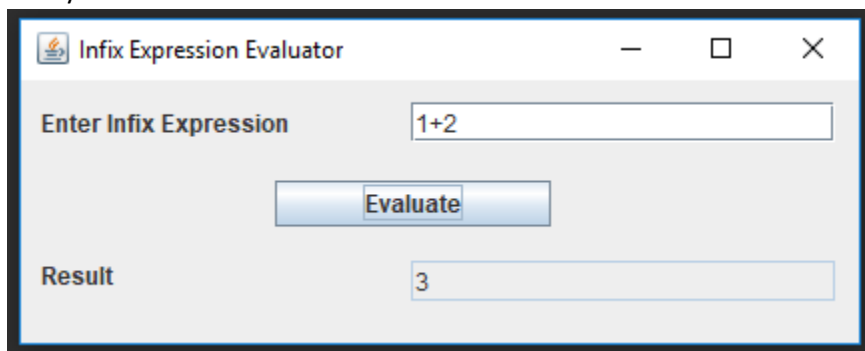 Infix Expression Evaluator
Enter Infix Expression 1+2
Evaluate
Result 3